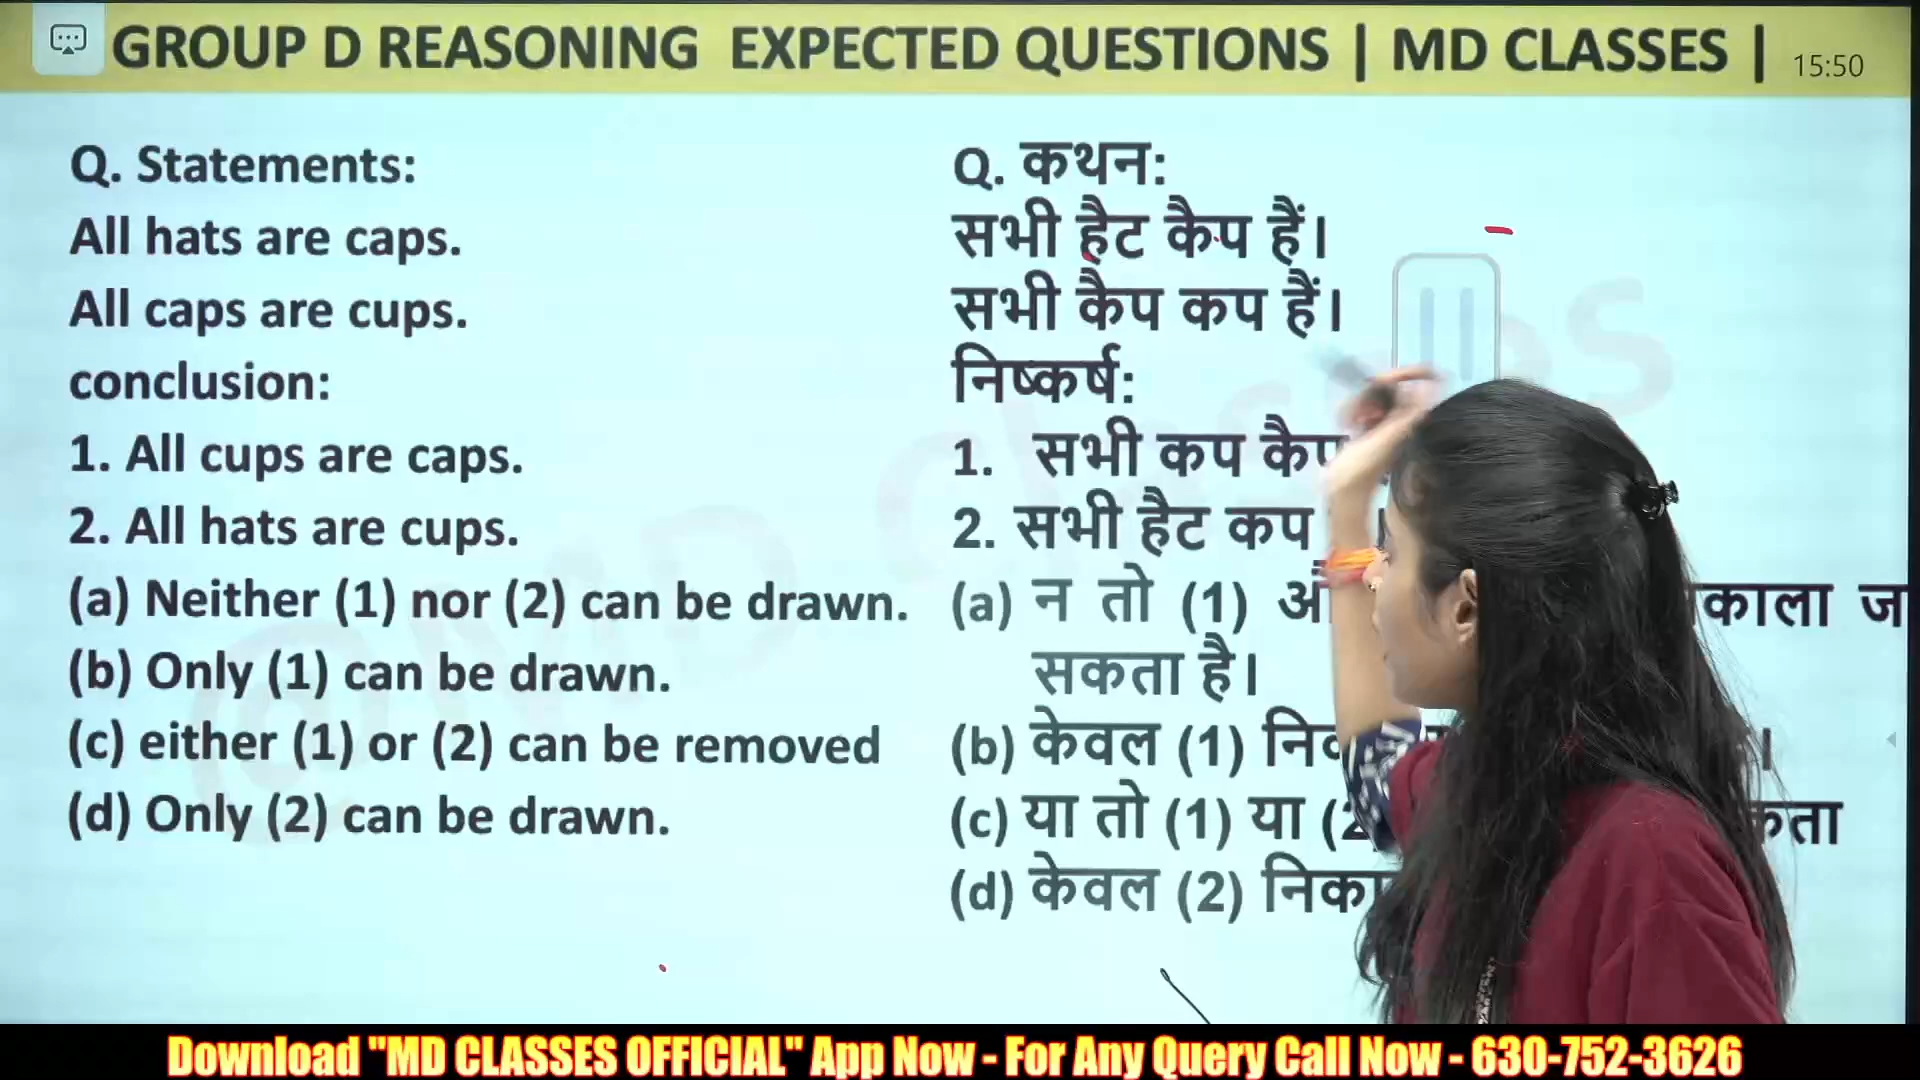 GROUP D REASONING EXPECTED QUESTIONS | MD CLASSES |
15:50
Q. Statements:
All hats are caps.
All caps are cups.
conclusion:
1. All cups are caps.
2. All hats are cups.
(a) Neither (1) nor (2) can be drawn.
(b) Only (1) can be drawn.
(c) either (1) or (2) can be removed
(d) Only (2) can be drawn.
Q. कथन:
सभी हैट कैप हैं।
सभी कैप कप हैं।
निष्कर्ष:
1. सभी कप कैप
2. सभी हैट कप
(a) न तो (1)
सकता है।
(b) केवल (1)
(c) या तो (1) या
(d) केवल (2)
@MD Classes
Download "MD CLASSES OFFICIAL" App Now - For Any Query Call Now - 630-752-3626